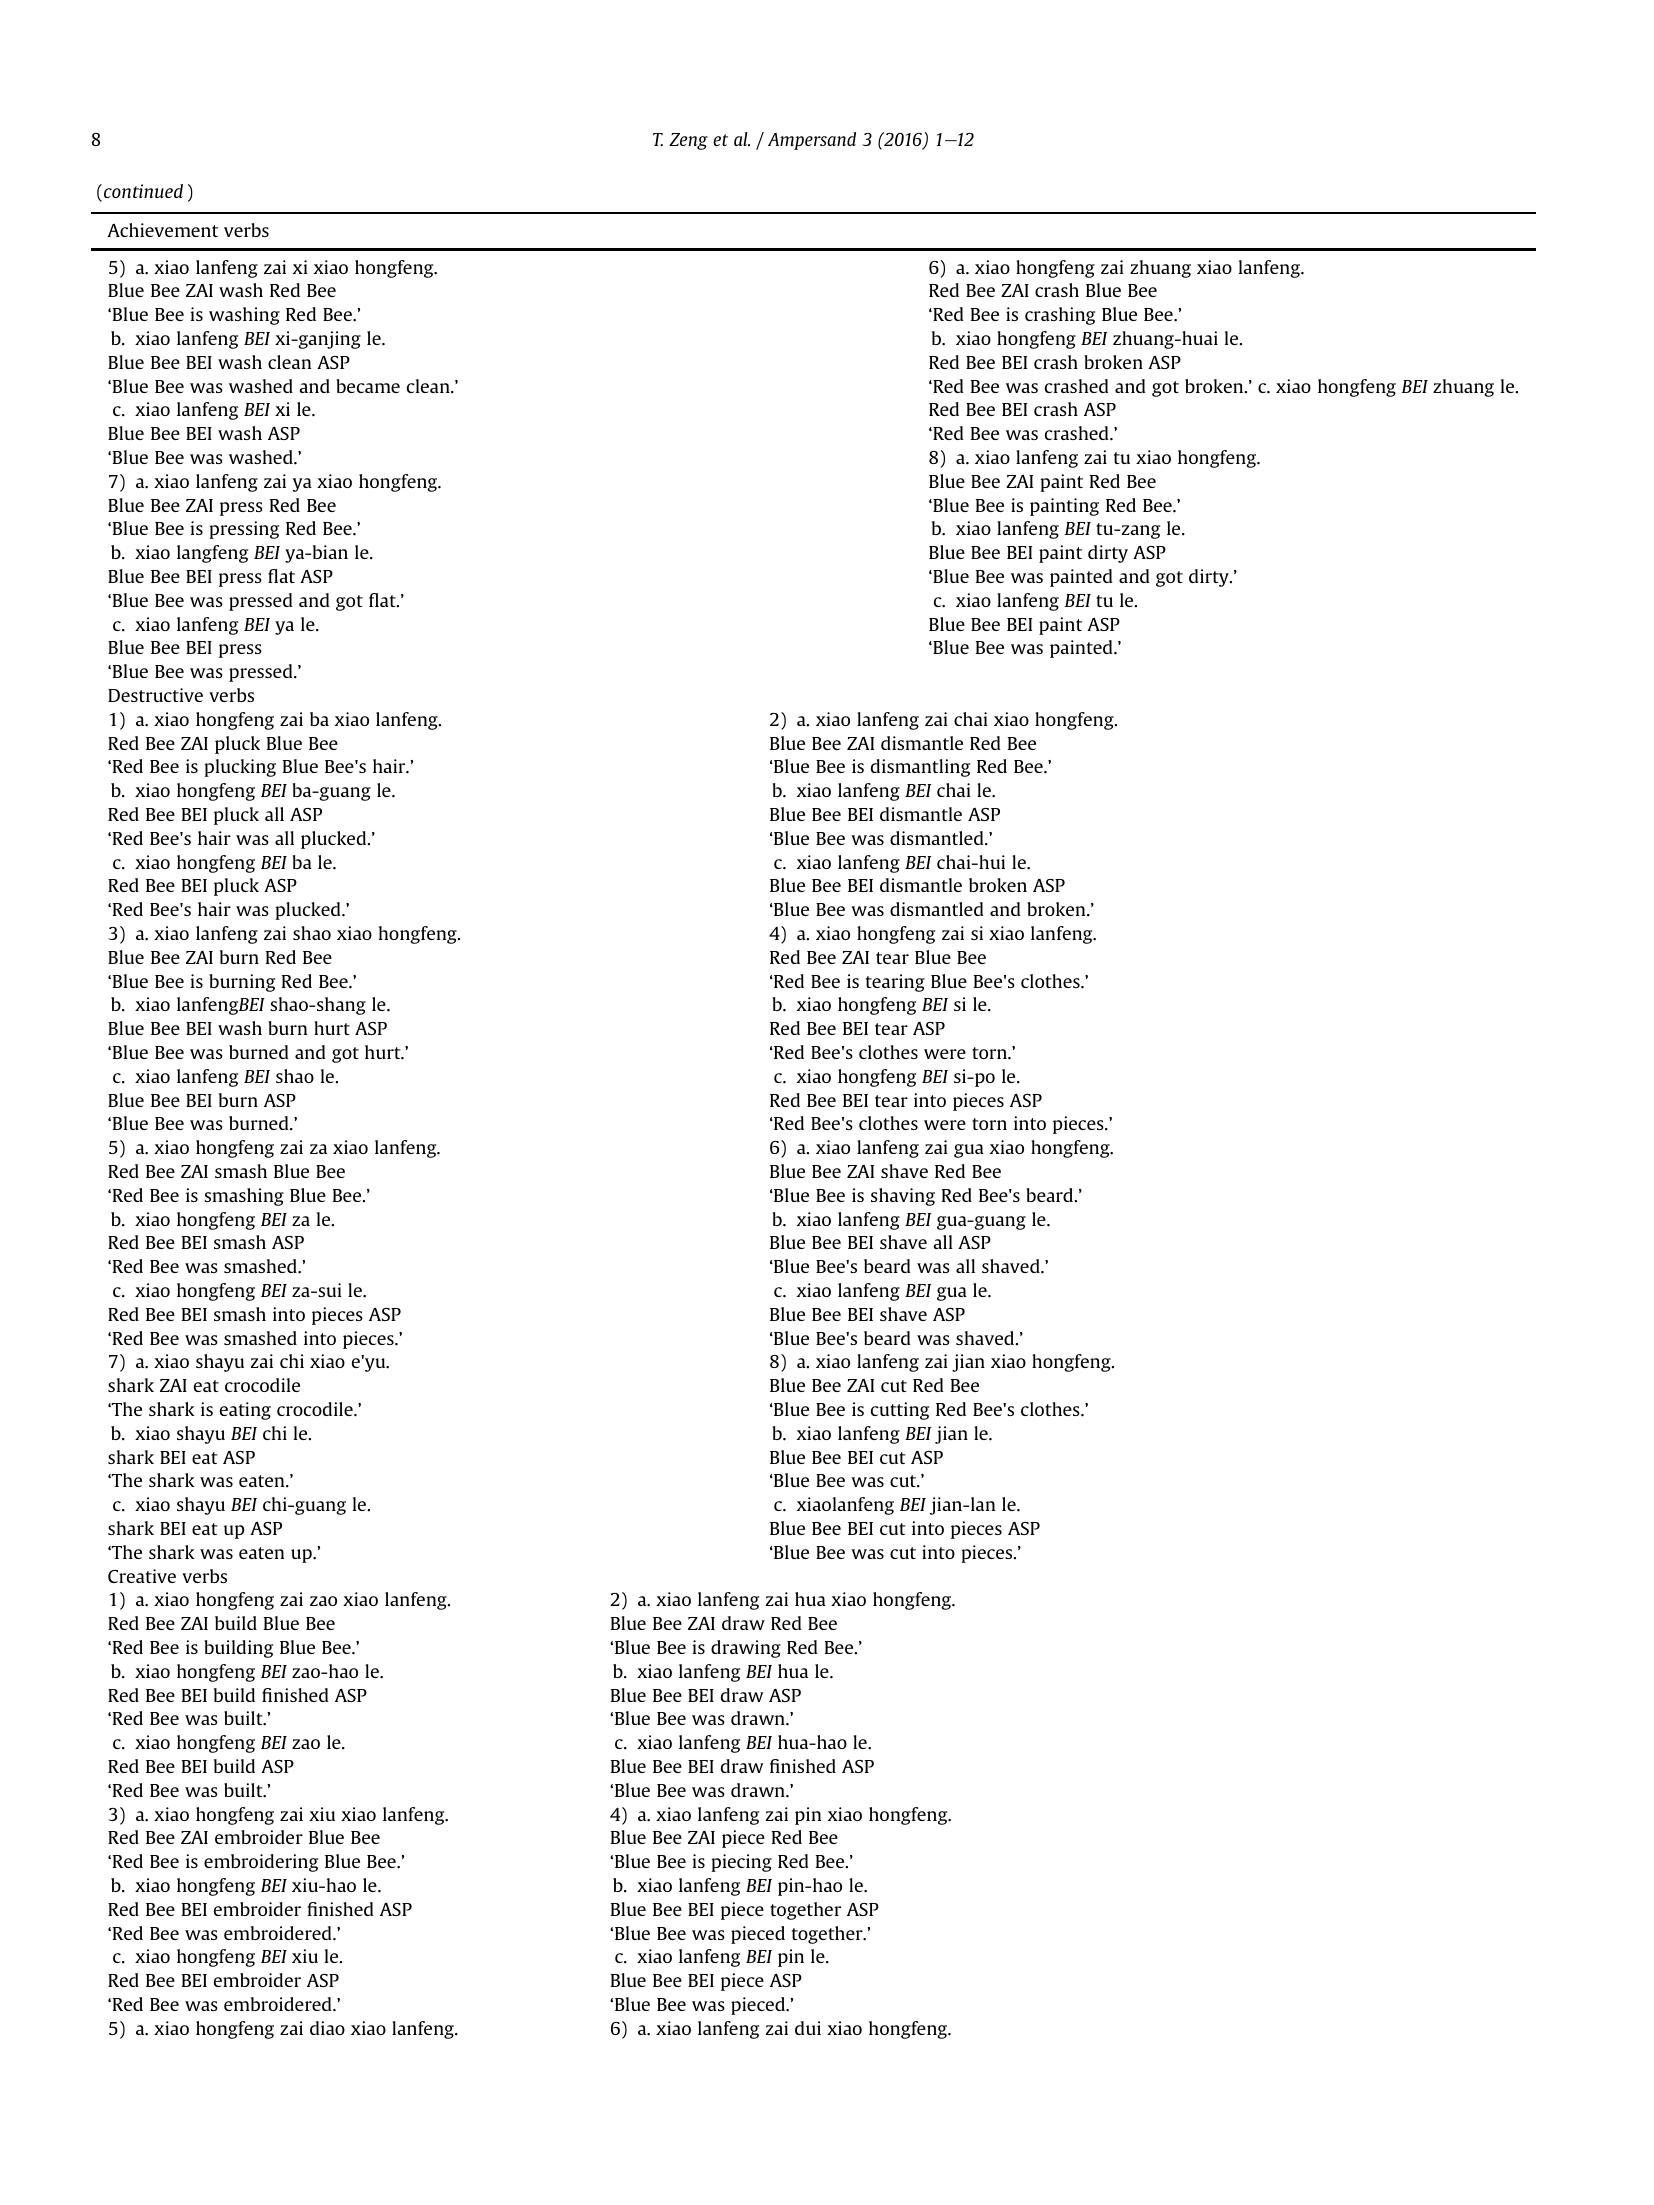 8
T. Zeng et al. / Ampersand 3 (2016) 1–12
(continued)
Achievement verbs
5) a. xiao lanfeng zai xi xiao hongfeng.
Blue Bee ZAI wash Red Bee
‘Blue Bee is washing Red Bee.’
b. xiao lanfeng BEI xi-ganjing le.
Blue Bee BEI wash clean ASP
‘Blue Bee was washed and became clean.’
c. xiao lanfeng BEI xi le.
Blue Bee BEI wash ASP
‘Blue Bee was washed.’
6) a. xiao hongfeng zai zhuang xiao lanfeng.
Red Bee ZAI crash Blue Bee
‘Red Bee is crashing Blue Bee.’
b. xiao hongfeng BEI zhuang-huai le.
Red Bee BEI crash broken ASP
‘Red Bee was crashed and got broken.’ c. xiao hongfeng BEI zhuang le.
Red Bee BEI crash ASP
‘Red Bee was crashed.’
7) a. xiao lanfeng zai ya xiao hongfeng.
Blue Bee ZAI press Red Bee
‘Blue Bee is pressing Red Bee.’
b. xiao langfeng BEI ya-bian le.
Blue Bee BEI press flat ASP
‘Blue Bee was pressed and got flat.’
c. xiao lanfeng BEI ya le.
Blue Bee BEI press
‘Blue Bee was pressed.’
8) a. xiao lanfeng zai tu xiao hongfeng.
Blue Bee ZAI paint Red Bee
‘Blue Bee is painting Red Bee.’
b. xiao lanfeng BEI tu-zang le.
Blue Bee BEI paint dirty ASP
‘Blue Bee was painted and got dirty.’
c. xiao lanfeng BEI tu le.
Blue Bee BEI paint ASP
‘Blue Bee was painted.’
Destructive verbs
1) a. xiao hongfeng zai ba xiao lanfeng.
Red Bee ZAI pluck Blue Bee
‘Red Bee is plucking Blue Bee's hair.’
b. xiao hongfeng BEI ba-guang le.
Red Bee BEI pluck all ASP
‘Red Bee's hair was all plucked.’
c. xiao hongfeng BEI ba le.
Red Bee BEI pluck ASP
‘Red Bee's hair was plucked.’
2) a. xiao lanfeng zai chai xiao hongfeng.
Blue Bee ZAI dismantle Red Bee
‘Blue Bee is dismantling Red Bee.’
b. xiao lanfeng BEI chai le.
Blue Bee BEI dismantle ASP
‘Blue Bee was dismantled.’
c. xiao lanfeng BEI chai-hui le.
Blue Bee BEI dismantle broken ASP
‘Blue Bee was dismantled and broken.’
3) a. xiao lanfeng zai shao xiao hongfeng.
Blue Bee ZAI burn Red Bee
‘Blue Bee is burning Red Bee.’
b. xiao lanfengBEI shao-shang le.
Blue Bee BEI wash burn hurt ASP
‘Blue Bee was burned and got hurt.’
c. xiao lanfeng BEI shao le.
Blue Bee BEI burn ASP
‘Blue Bee was burned.’
4) a. xiao hongfeng zai si xiao lanfeng.
Red Bee ZAI tear Blue Bee
‘Red Bee is tearing Blue Bee's clothes.’
b. xiao hongfeng BEI si le.
Red Bee BEI tear ASP
‘Red Bee's clothes were torn.’
c. xiao hongfeng BEI si-po le.
Red Bee BEI tear into pieces ASP
‘Red Bee's clothes were torn into pieces.’
5) a. xiao hongfeng zai za xiao lanfeng.
Red Bee ZAI smash Blue Bee
‘Red Bee is smashing Blue Bee.’
b. xiao hongfeng BEI za le.
Red Bee BEI smash ASP
‘Red Bee was smashed.’
c. xiao hongfeng BEI za-sui le.
Red Bee BEI smash into pieces ASP
‘Red Bee was smashed into pieces.’
6) a. xiao lanfeng zai gua xiao hongfeng.
Blue Bee ZAI shave Red Bee
‘Blue Bee is shaving Red Bee's beard.’
b. xiao lanfeng BEI gua-guang le.
Blue Bee BEI shave all ASP
‘Blue Bee's beard was all shaved.’
c. xiao lanfeng BEI gua le.
Blue Bee BEI shave ASP
‘Blue Bee's beard was shaved.’
7) a. xiao shayu zai chi xiao e'yu.
shark ZAI eat crocodile
‘The shark is eating crocodile.’
b. xiao shayu BEI chi le.
shark BEI eat ASP
‘The shark was eaten.’
c. xiao shayu BEI chi-guang le.
shark BEI eat up ASP
‘The shark was eaten up.’
8) a. xiao lanfeng zai jian xiao hongfeng.
Blue Bee ZAI cut Red Bee
‘Blue Bee is cutting Red Bee's clothes.’
b. xiao lanfeng BEI jian le.
Blue Bee BEI cut ASP
‘Blue Bee was cut.’
c. xiaolanfeng BEI jian-lan le.
Blue Bee BEI cut into pieces ASP
‘Blue Bee was cut into pieces.’
Creative verbs
1) a. xiao hongfeng zai zao xiao lanfeng.
Red Bee ZAI build Blue Bee
‘Red Bee is building Blue Bee.’
b. xiao hongfeng BEI zao-hao le.
Red Bee BEI build finished ASP
‘Red Bee was built.’
c. xiao hongfeng BEI zao le.
Red Bee BEI build ASP
‘Red Bee was built.’
2) a. xiao lanfeng zai hua xiao hongfeng.
Blue Bee ZAI draw Red Bee
‘Blue Bee is drawing Red Bee.’
b. xiao lanfeng BEI hua le.
Blue Bee BEI draw ASP
‘Blue Bee was drawn.’
c. xiao lanfeng BEI hua-hao le.
Blue Bee BEI draw finished ASP
‘Blue Bee was drawn.’
3) a. xiao hongfeng zai xiu xiao lanfeng.
Red Bee ZAI embroider Blue Bee
‘Red Bee is embroidering Blue Bee.’
b. xiao hongfeng BEI xiu-hao le.
Red Bee BEI embroider finished ASP
‘Red Bee was embroidered.’
c. xiao hongfeng BEI xiu le.
Red Bee BEI embroider ASP
‘Red Bee was embroidered.’
4) a. xiao lanfeng zai pin xiao hongfeng.
Blue Bee ZAI piece Red Bee
‘Blue Bee is piecing Red Bee.’
b. xiao lanfeng BEI pin-hao le.
Blue Bee BEI piece together ASP
‘Blue Bee was pieced together.’
c. xiao lanfeng BEI pin le.
Blue Bee BEI piece ASP
‘Blue Bee was pieced.’
5) a. xiao hongfeng zai diao xiao lanfeng.
6) a. xiao lanfeng zai dui xiao hongfeng.